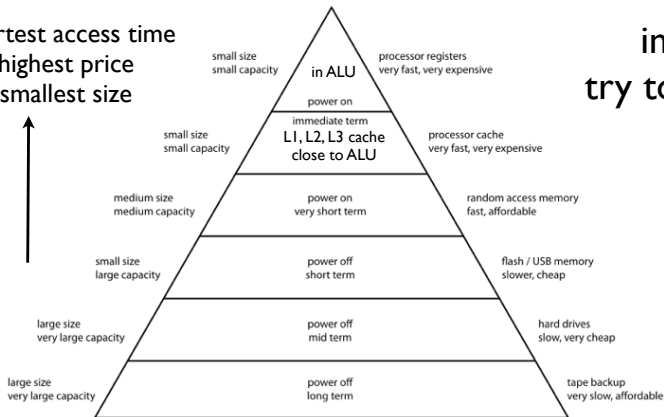 rtest access time
highest price
smallest size
in
try to
small size
small capacity
in ALU
processor registers
very fast, very expensive
power on
immediate term
small size
small capacity
L1, L2, L3 cache
close to ALU
processor cache
very fast, very expensive
medium size
medium capacity
power on
very short term
random access memory
fast, affordable
small size
large capacity
power off
short term
flash / USB memory
slower, cheap
large size
very large capacity
power off
mid term
hard drives
slow, very cheap
large size
very large capacity
power off
long term
tape backup
very slow, affordable